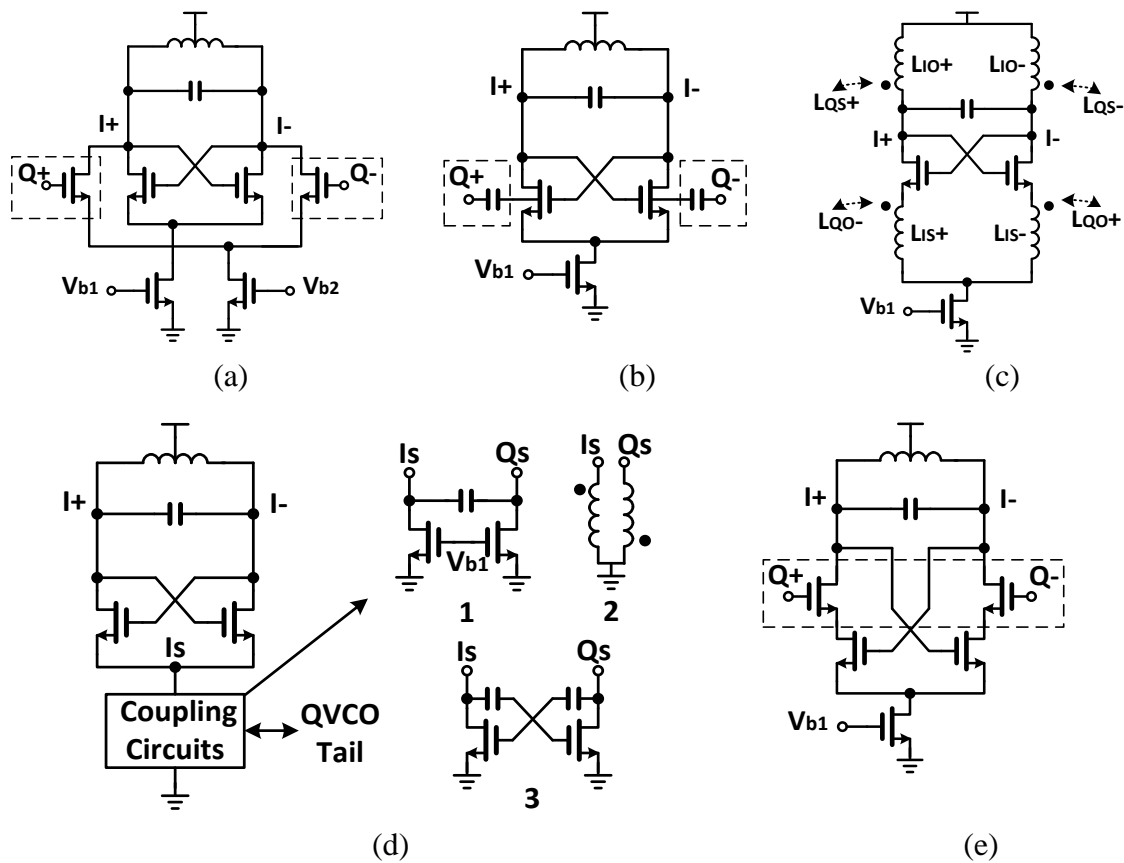 I+ I-
Q+ Q-
Vb1 Vb2
(a)
I+ I-
Q+ Q-
Vb1
(b)
LIO+ LIO-
LQS+ LQS-
I+ I-
LQO- LIS+ LIS- LQO+
Vb1
(c)
I+ I-
Is
Coupling
Circuits
QVCO
Tail
Is Qs
Vb1
1
Is Qs
2
Is Qs
3
(d)
I+ I-
Q+ Q-
Vb1
(e)